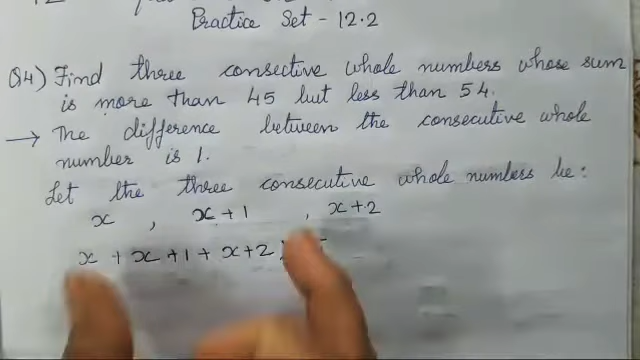 Practice Set - 12.2
Q4) Find three consective whole numbers whose sum
is more than 45 but less than 54.
→ The difference between the consecutive whole
number is 1.
Let the three consecutive whole numbers be:
x , x+1 , x+2
x + x+1 + x+2